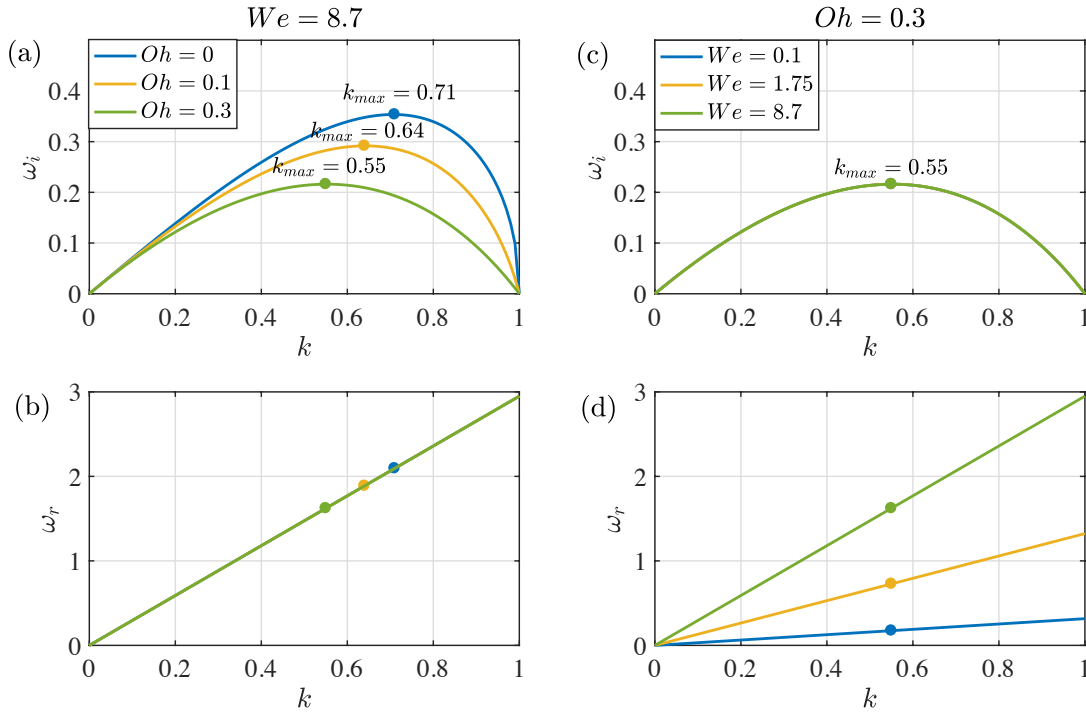 We = 8.7
(a)
Oh = 0
Oh = 0.1
Oh = 0.3
k_max = 0.71
k_max = 0.64
k_max = 0.55
ω_i
0.4
0.3
0.2
0.1
0
0 0.2 0.4 0.6 0.8 1
k
Oh = 0.3
(c)
We = 0.1
We = 1.75
We = 8.7
k_max = 0.55
ω_i
0.4
0.3
0.2
0.1
0
0 0.2 0.4 0.6 0.8 1
k
(b)
ω_r
3
2
1
0
0 0.2 0.4 0.6 0.8 1
k
(d)
ω_r
3
2
1
0
0 0.2 0.4 0.6 0.8 1
k